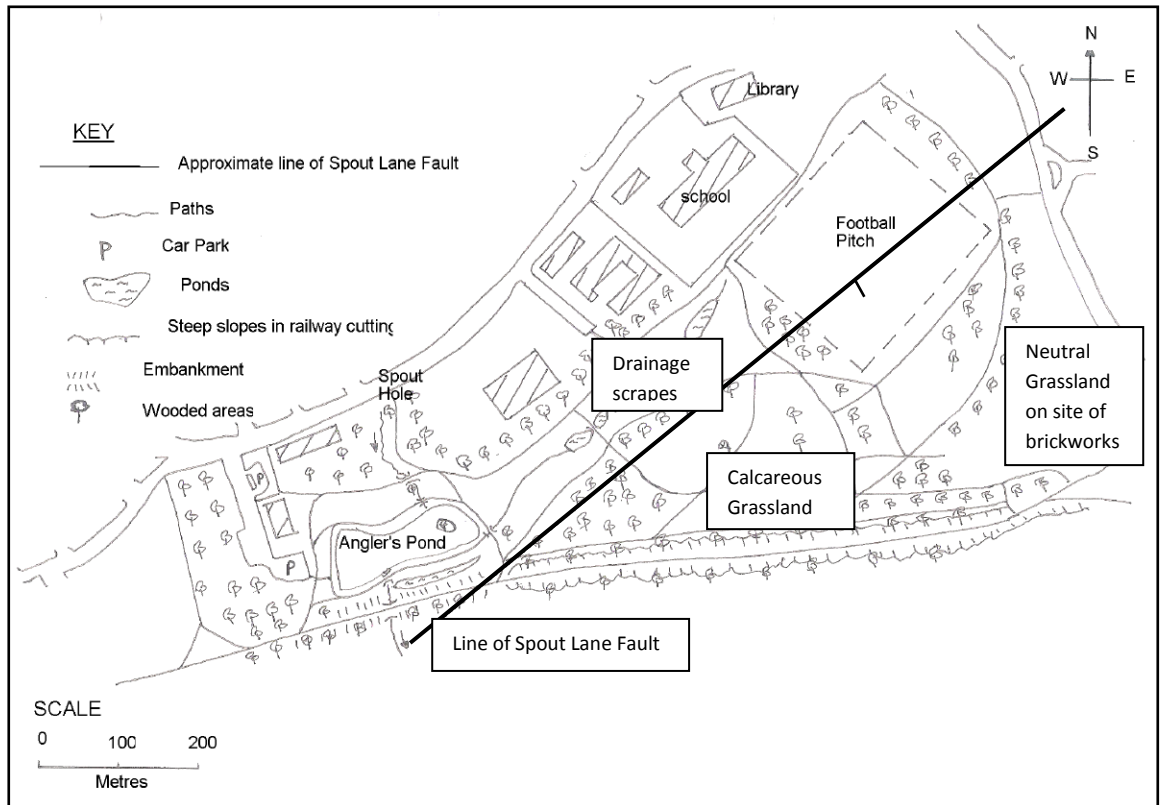 N
W E
S
KEY
Approximate line of Spout Lane Fault
Paths
P Car Park
Ponds
Steep slopes in railway cutting
Embankment
Wooded areas
Library
school
Football
Pitch
Spout
Hole
Drainage
scrapes
Neutral
Grassland
on site of
brickworks
Calcareous
Grassland
P
Angler's Pond
P
Line of Spout Lane Fault
SCALE
0 100 200
Metres